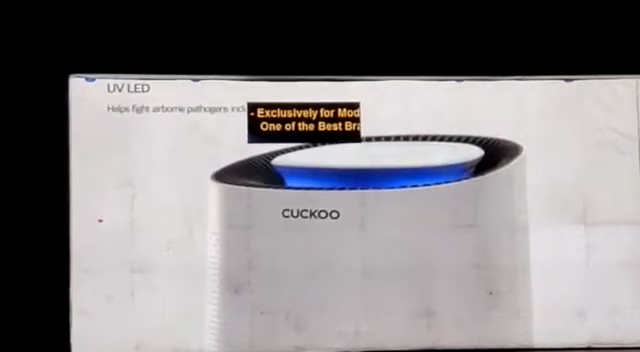 UV LED
Helps fight airborne pathogens
- Exclusively for
One of the Best
CUCKOO